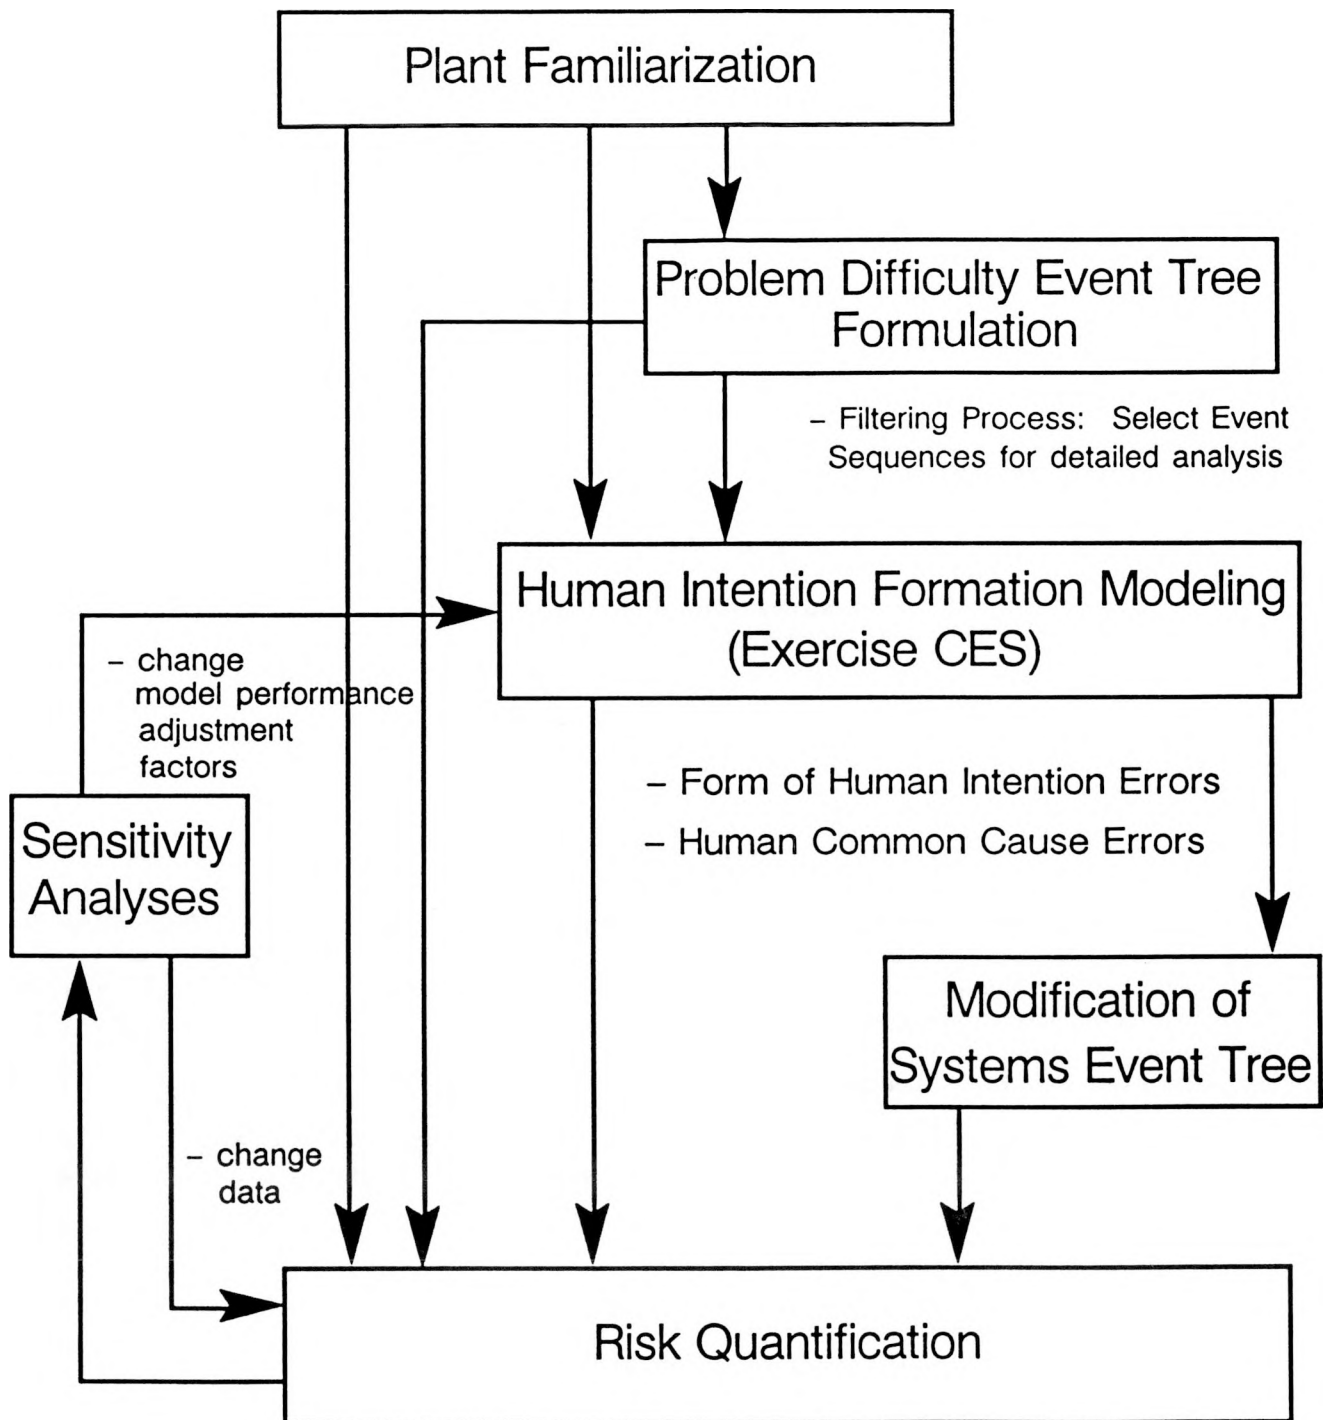 Plant Familiarization
Problem Difficulty Event Tree
Formulation
– Filtering Process: Select Event
Sequences for detailed analysis
Human Intention Formation Modeling
(Exercise CES)
– change
model performance
adjustment
factors
– Form of Human Intention Errors
– Human Common Cause Errors
Sensitivity
Analyses
Modification of
Systems Event Tree
– change
data
Risk Quantification